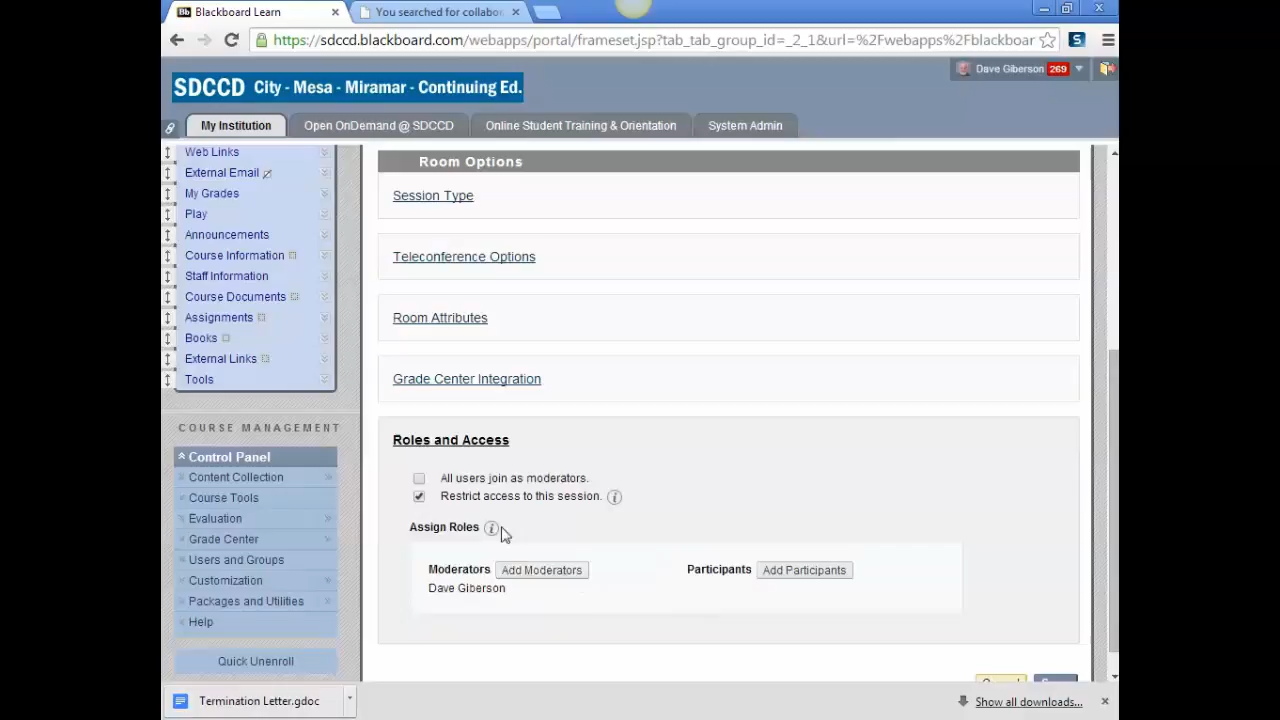 Bb Blackboard Learn
You searched for collabo
https://sdccd.blackboard.com/webapps/portal/frameset.jsp?tab_tab_group_id=_2_1&url=%2Fwebapps%2Fblackboar
S
Dave Giberson 269
SDCCD City - Mesa - Miramar - Continuing Ed.
My Institution
Open OnDemand @ SDCCD
Online Student Training & Orientation
System Admin
Web Links
External Email
My Grades
Play
Announcements
Course Information
Staff Information
Course Documents
Assignments
Books
External Links
Tools
COURSE MANAGEMENT
Control Panel
Content Collection
Course Tools
Evaluation
Grade Center
Users and Groups
Customization
Packages and Utilities
Help
Quick Unenroll
Room Options
Session Type
Teleconference Options
Room Attributes
Grade Center Integration
Roles and Access
All users join as moderators.
Restrict access to this session.
Assign Roles
Moderators Add Moderators
Dave Giberson
Participants Add Participants
Termination Letter.gdoc
Show all downloads...